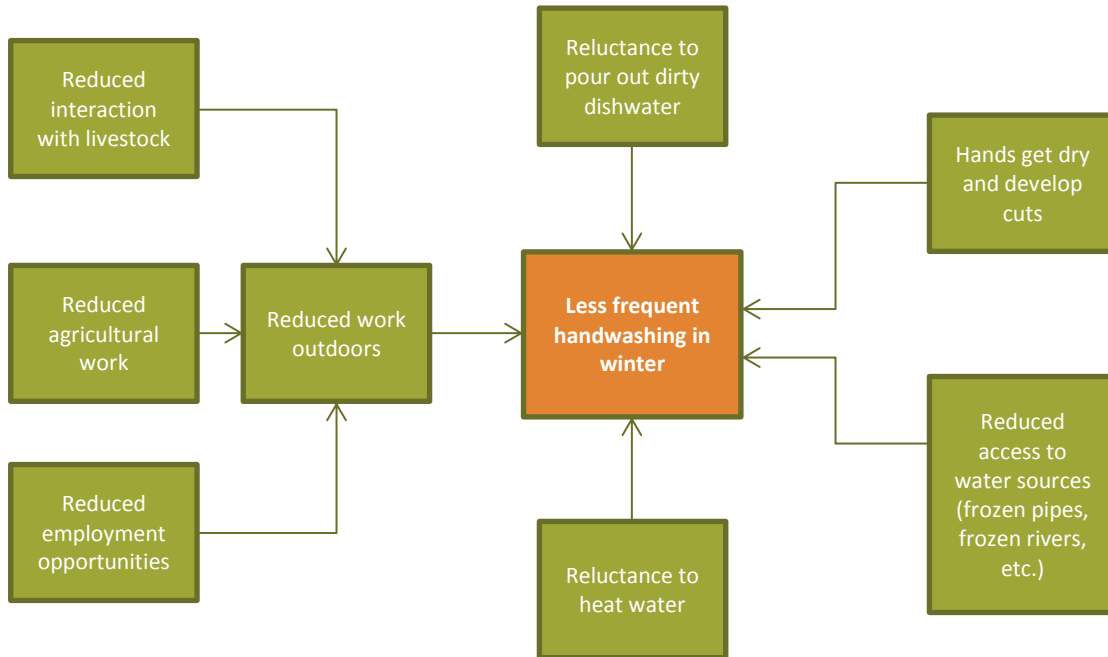 Reduced
interaction
with livestock
Reluctance to
pour out dirty
dishwater
Hands get dry
and develop
cuts
Reduced
agricultural
work
Reduced work
outdoors
Less frequent
handwashing in
winter
Reduced
employment
opportunities
Reluctance to
heat water
Reduced
access to
water sources
(frozen pipes,
frozen rivers,
etc.)